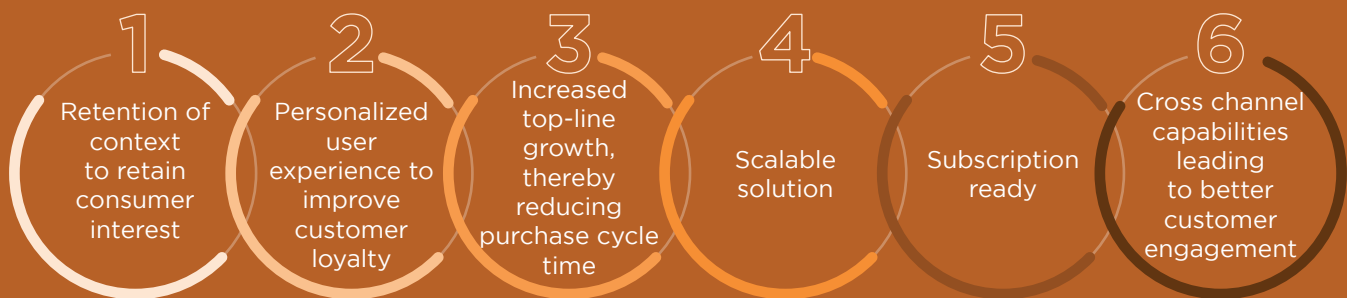 1
Retention of
context
to retain
consumer
interest
2
Personalized
user
experience to
improve
customer
loyalty
3
Increased
top-line
growth,
thereby
reducing
purchase cycle
time
4
Scalable
solution
5
Subscription
ready
6
Cross channel
capabilities
leading
to better
customer
engagement